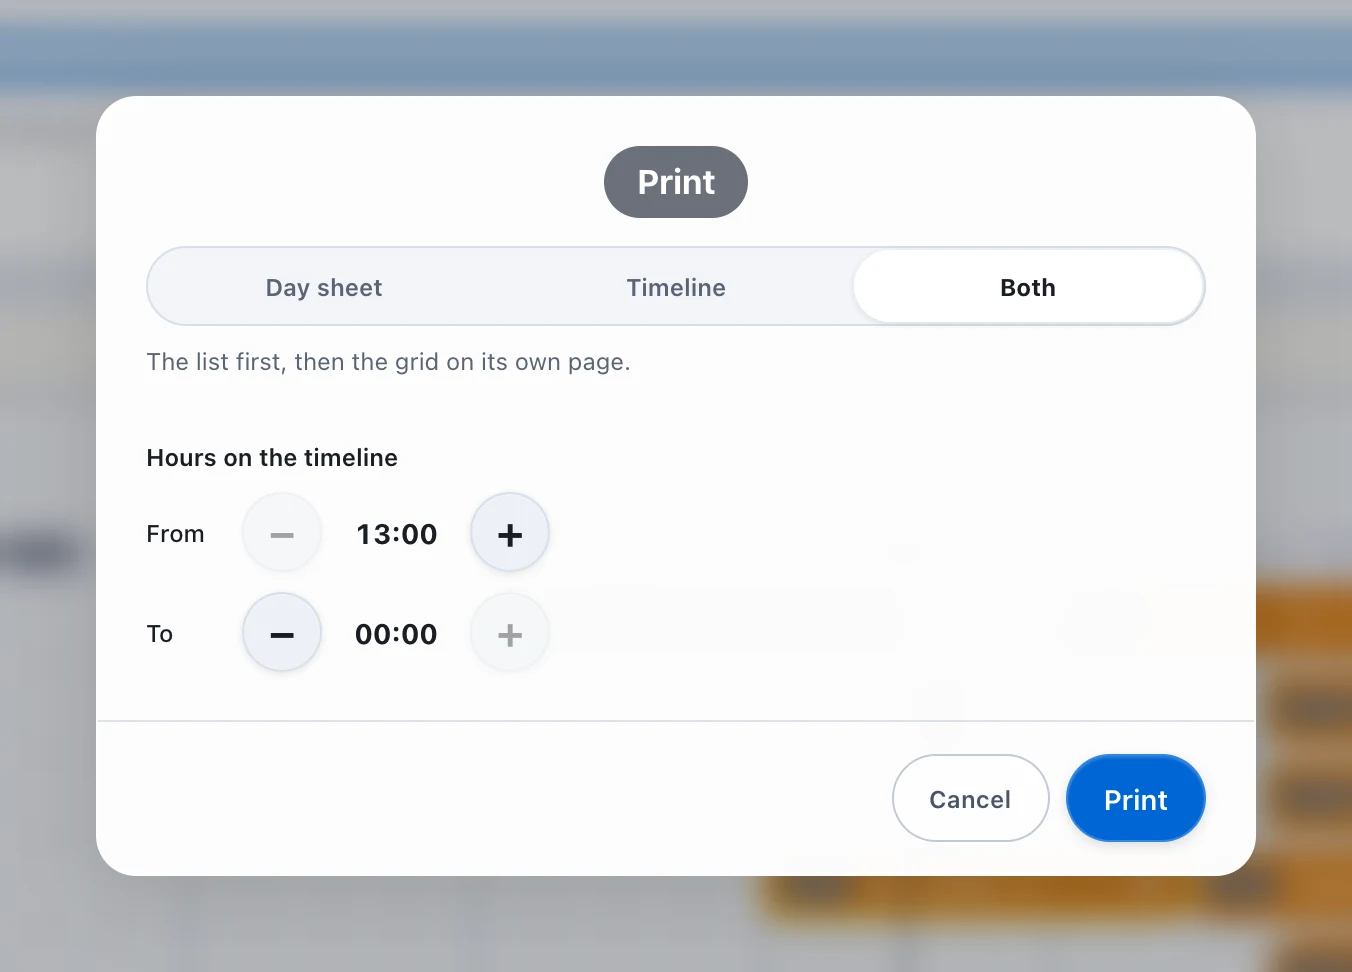 Print
Day sheet Timeline Both
The list first, then the grid on its own page.
Hours on the timeline
From − 13:00 +
To − 00:00 +
Cancel Print